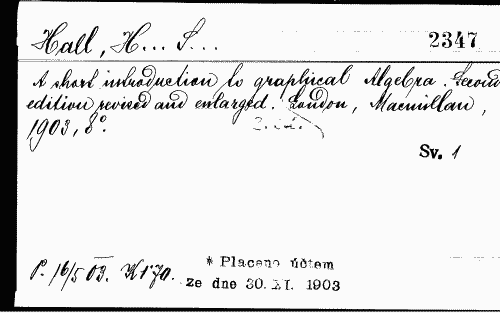 Hall, H... S... 2347
A short introduction to graphical Algebra. Second
edition revised and enlarged. London, Macmillan,
1903, 8°.
Sv. 1
P. 16/5 03. K 1·70.
* Placeno účtem
ze dne 30. XI. 1903